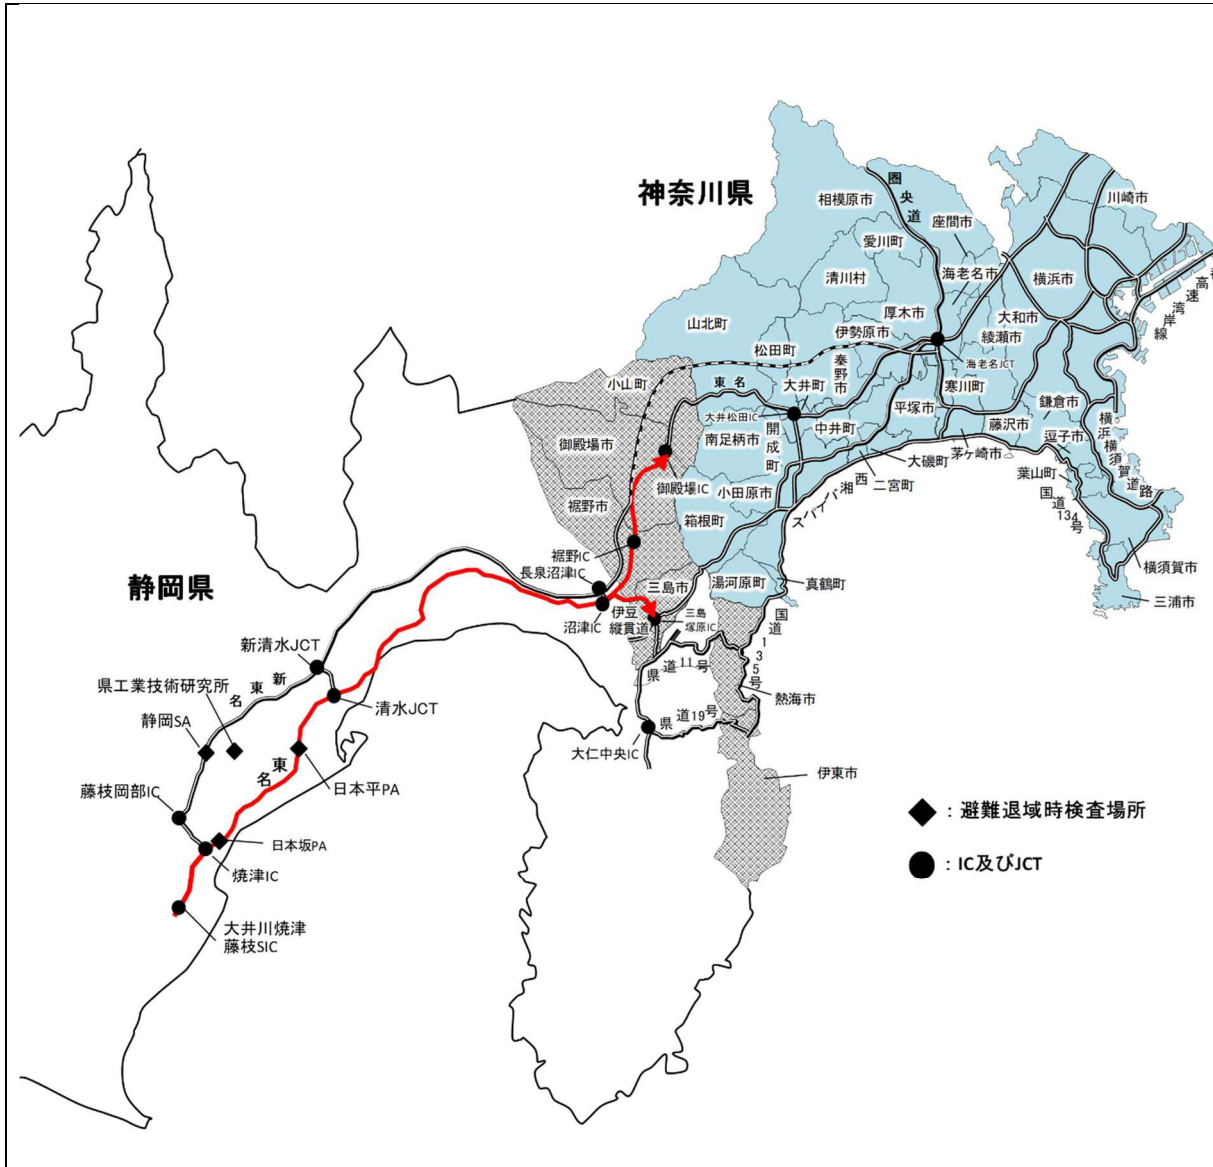 神奈川県
相模原市
圏央道
座間市
川崎市
愛川町
清川村
海老名市
横浜市
高速湾岸線
厚木市
大和市
山北町
伊勢原市
綾瀬市
松田町
海老名JCT
秦野市
小山町
東名
大井町
寒川町
大井松田IC
平塚市
鎌倉市
開成町
中井町
藤沢市
横浜横須賀道路
御殿場市
南足柄市
大磯町
茅ヶ崎市
逗子市
葉山町
国道134号
御殿場IC
小田原市
二宮町
西湘バイパス
裾野市
箱根町
裾野IC
長泉沼津IC
横須賀市
静岡県
三島市
湯河原町
真鶴町
三浦市
沼津IC
伊豆
縦貫道
三島
塚原IC
国道135号
新清水JCT
県道11号
県工業技術研究所
新東名
清水JCT
熱海市
静岡SA
県道19号
大仁中央IC
東名
日本平PA
伊東市
藤枝岡部IC
：避難退域時検査場所
日本坂PA
焼津IC
：IC及びJCT
大井川焼津
藤枝SIC